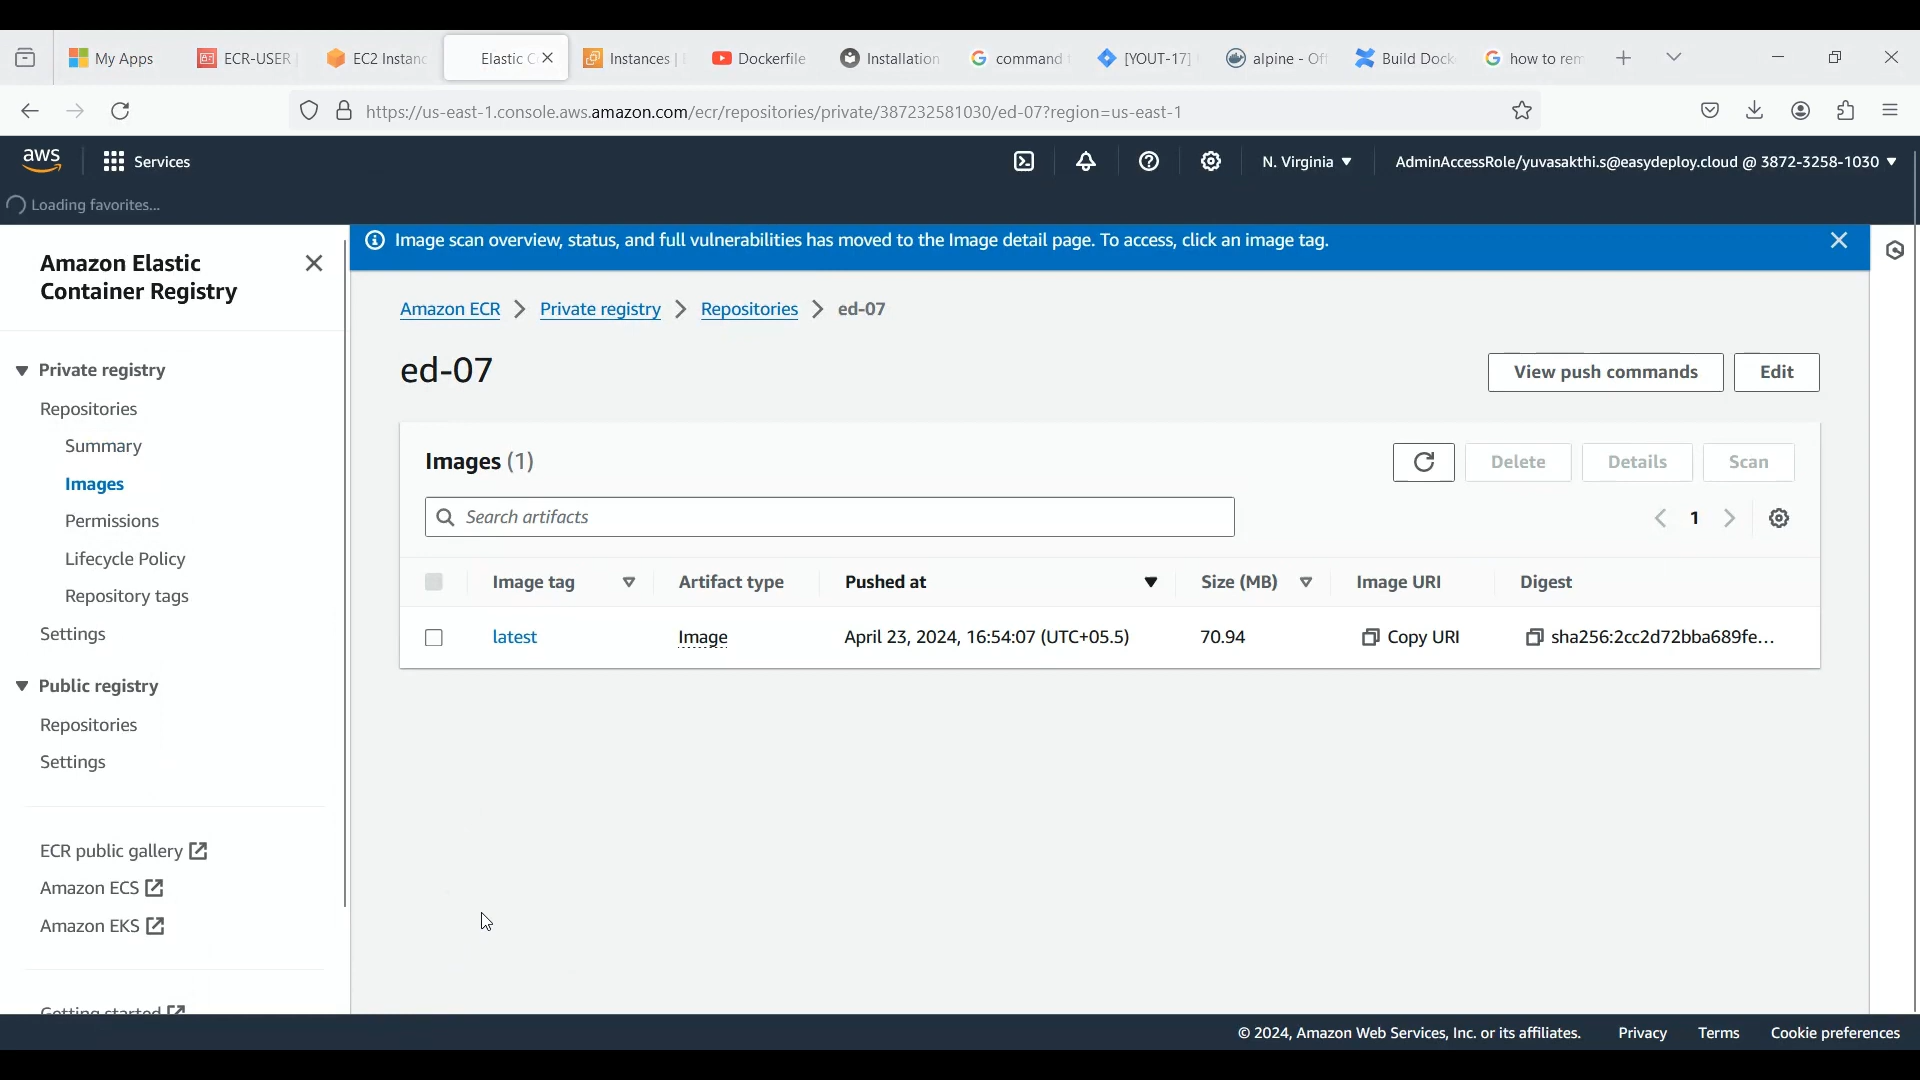 My Apps
ECR-USER
EC2 Instanc
Elastic C
Instances |
Dockerfile
Installation
command
[YOUT-17]
alpine - Off
Build Dock
how to rem
https://us-east-1.console.aws.amazon.com/ecr/repositories/private/387232581030/ed-07?region=us-east-1
aws
Services
N. Virginia
AdminAccessRole/yuvasakthi.s@easydeploy.cloud @ 3872-3258-1030
Loading favorites...
Image scan overview, status, and full vulnerabilities has moved to the Image detail page. To access, click an image tag.
Amazon Elastic
Container Registry
Private registry
Repositories
Summary
Images
Permissions
Lifecycle Policy
Repository tags
Settings
Public registry
Repositories
Settings
ECR public gallery
Amazon ECS
Amazon EKS
Getting started
Amazon ECR
Private registry
Repositories
ed-07
ed-07
View push commands
Edit
Images (1)
Delete
Details
Scan
Search artifacts
1
Image tag
Artifact type
Pushed at
Size (MB)
Image URI
Digest
latest
Image
April 23, 2024, 16:54:07 (UTC+05.5)
70.94
Copy URI
sha256:2cc2d72bba689fe...
© 2024, Amazon Web Services, Inc. or its affiliates.
Privacy
Terms
Cookie preferences